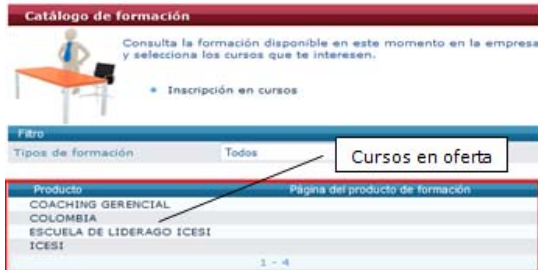 Catálogo de formación
Consulta la formación disponible en este momento en la empresa
y selecciona los cursos que te interesen.
Inscripción en cursos
Filtro
Tipos de formación Todos
Cursos en oferta
Producto Página del producto de formación
COACHING GERENCIAL
COLOMBIA
ESCUELA DE LIDERAGO ICESI
ICESI
1 - 4